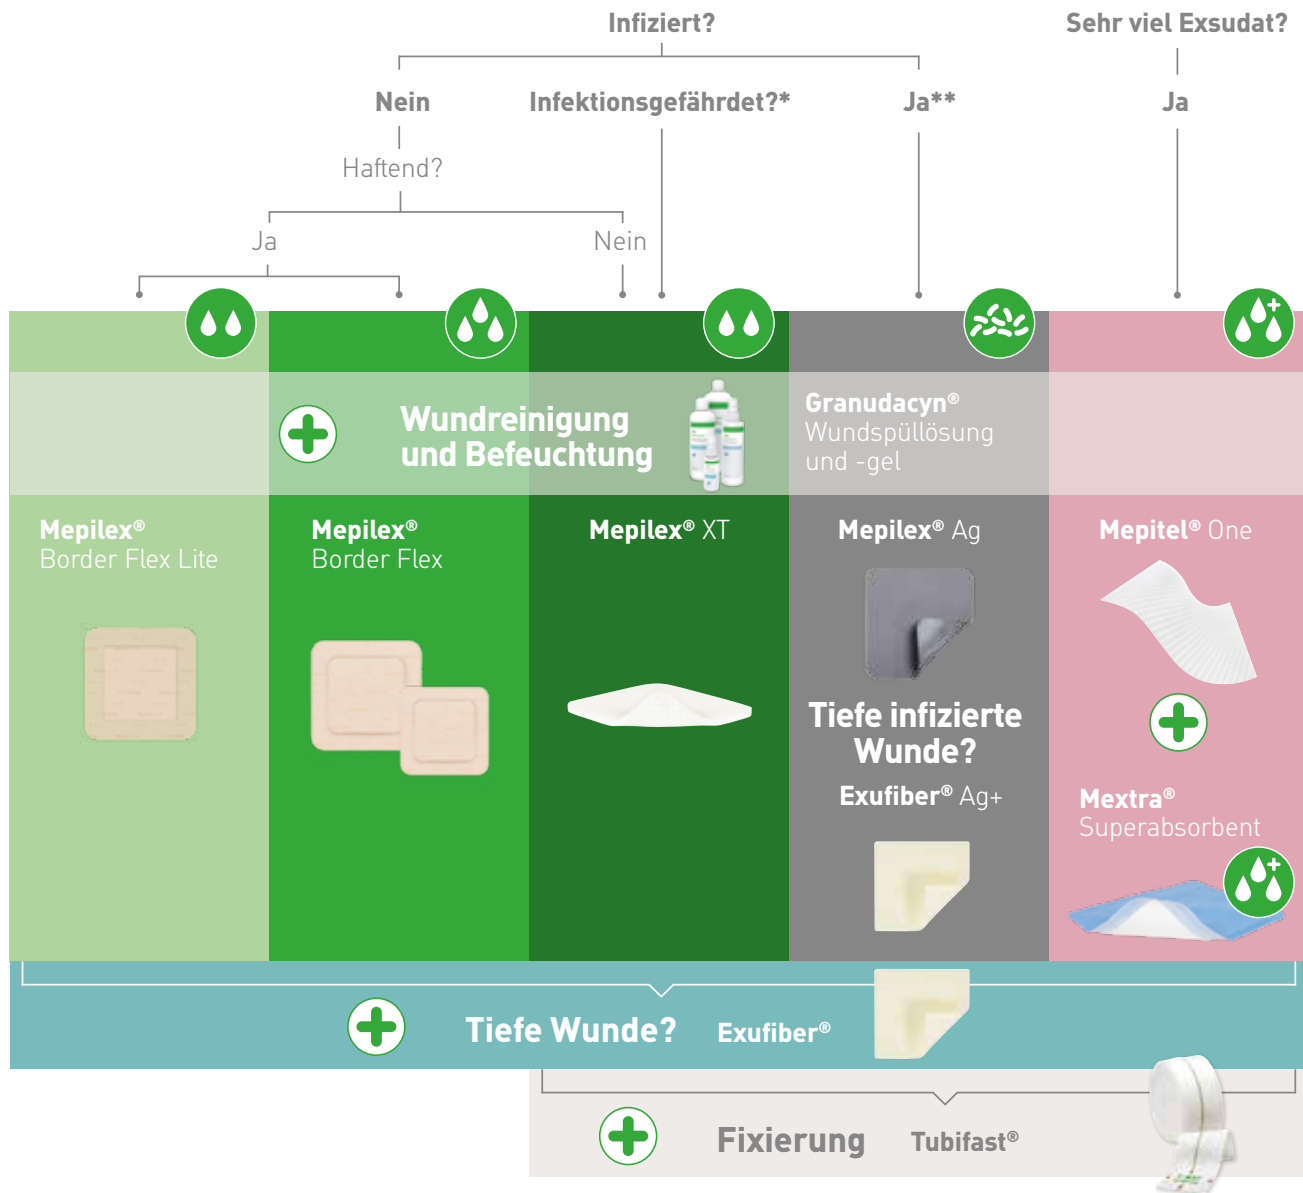 Infiziert?
Sehr viel Exsudat?
Nein
Infektionsgefährdet?*
Ja**
Ja
Haftend?
Ja
Nein
Wundreinigung
und Befeuchtung
Granudacyn®
Wundspüllösung
und -gel
Mepilex®
Border Flex Lite
Mepilex®
Border Flex
Mepilex® XT
Mepilex® Ag
Mepitel® One
Tiefe infizierte
Wunde?
Exufiber® Ag+
Mextra®
Superabsorbent
Tiefe Wunde? Exufiber®
Fixierung Tubifast®